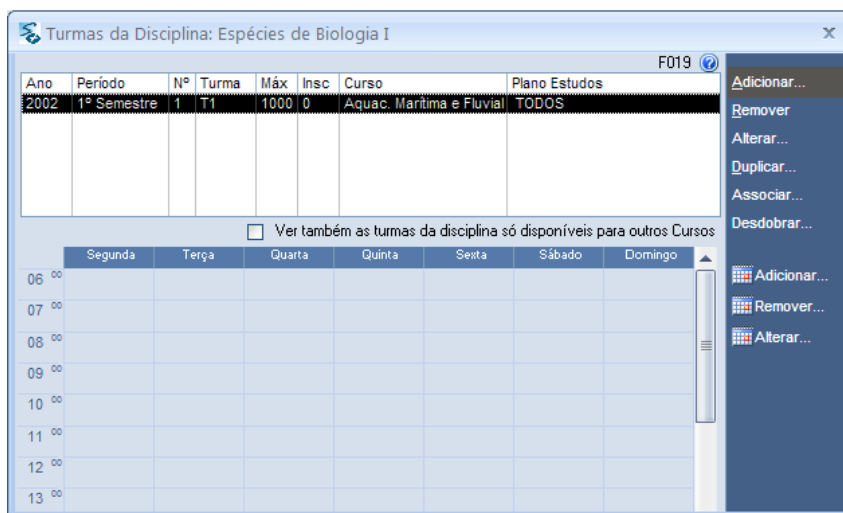 Turmas da Disciplina: Espécies de Biologia I
F019
Ano Período Nº Turma Máx Insc Curso Plano Estudos
2002 1º Semestre 1 T1 1000 0 Aquac. Marítima e Fluvial TODOS
Ver também as turmas da disciplina só disponíveis para outros Cursos
Segunda Terça Quarta Quinta Sexta Sábado Domingo
06 00
07 00
08 00
09 00
10 00
11 00
12 00
13 00
Adicionar...
Remover
Alterar...
Duplicar...
Associar...
Desdobrar...
Adicionar...
Remover...
Alterar...